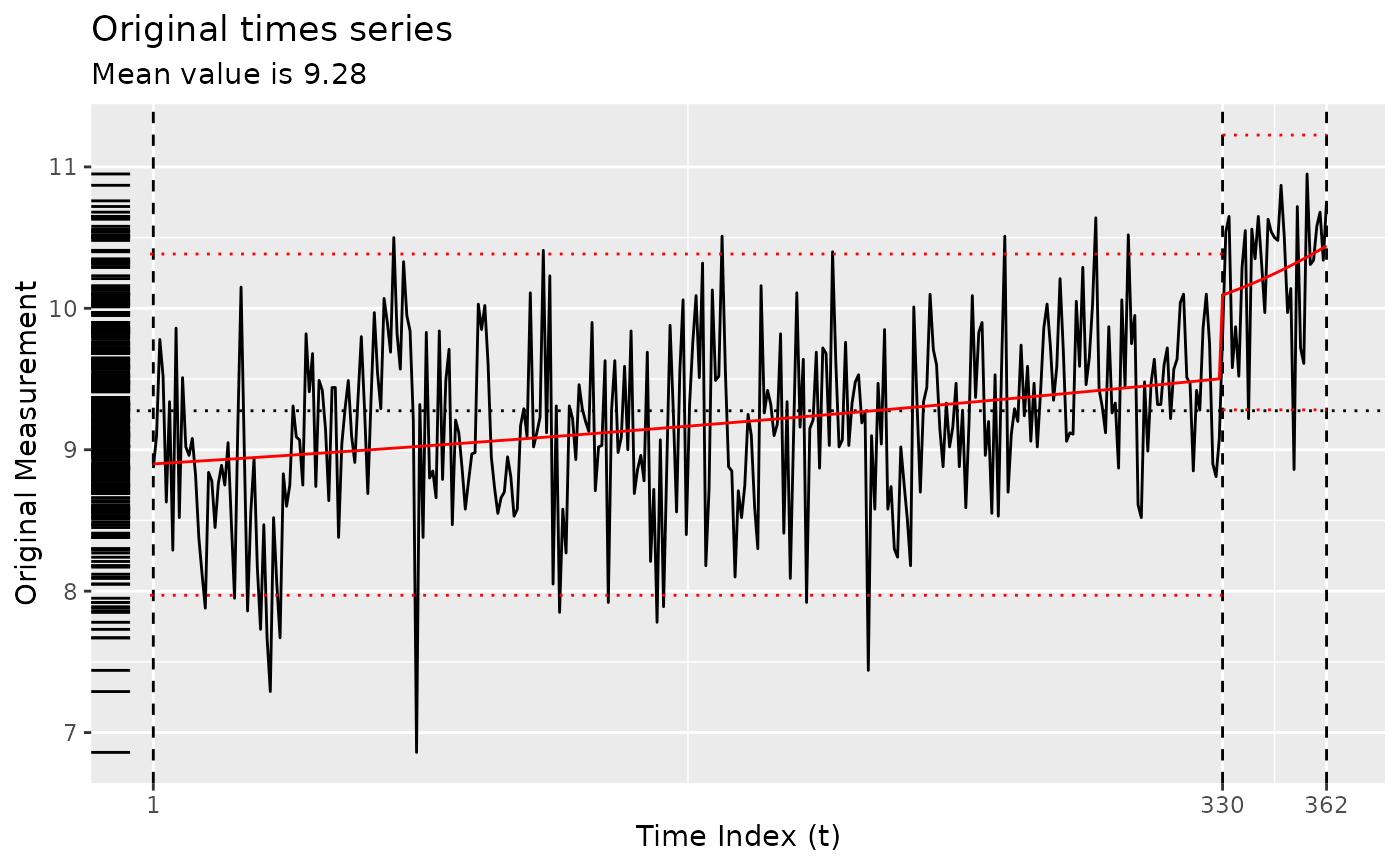 Original times series
Mean value is 9.28
Original Measurement
11
10
9
8
7
1
330
362
Time Index (t)